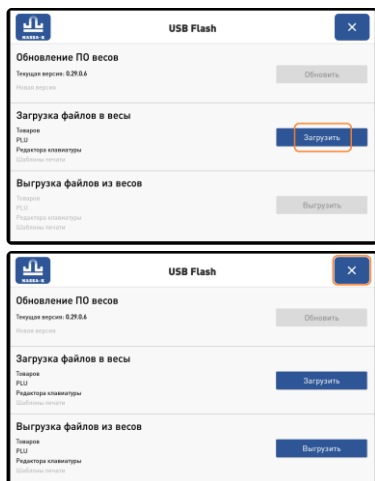 MASSA-K
USB Flash
Обновление ПО весов
Текущая версия: 0.29.0.6
Новая версия
Обновить
Загрузка файлов в весы
Товаров
PLU
Редактора клавиатуры
Шаблоны печати
Загрузить
Выгрузка файлов из весов
Товаров
PLU
Редактора клавиатуры
Шаблоны печати
Выгрузить
MASSA-K
USB Flash
Обновление ПО весов
Текущая версия: 0.29.0.6
Новая версия
Обновить
Загрузка файлов в весы
Товаров
PLU
Редактора клавиатуры
Шаблоны печати
Загрузить
Выгрузка файлов из весов
Товаров
PLU
Редактора клавиатуры
Шаблоны печати
Выгрузить